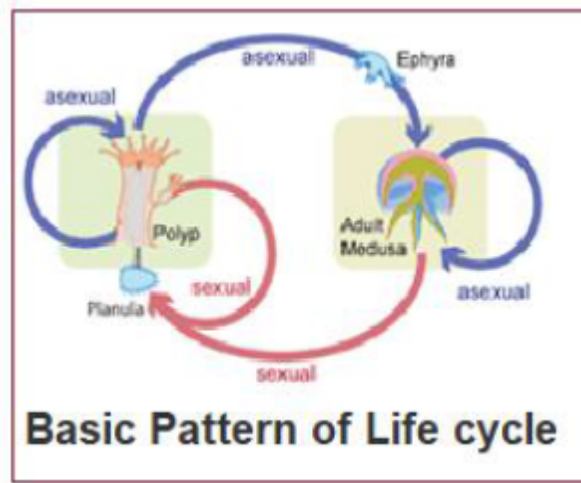 asexual
Ephyra
asexual
Polyp
Adult
Medusa
sexual
asexual
Planula
sexual
Basic Pattern of Life cycle